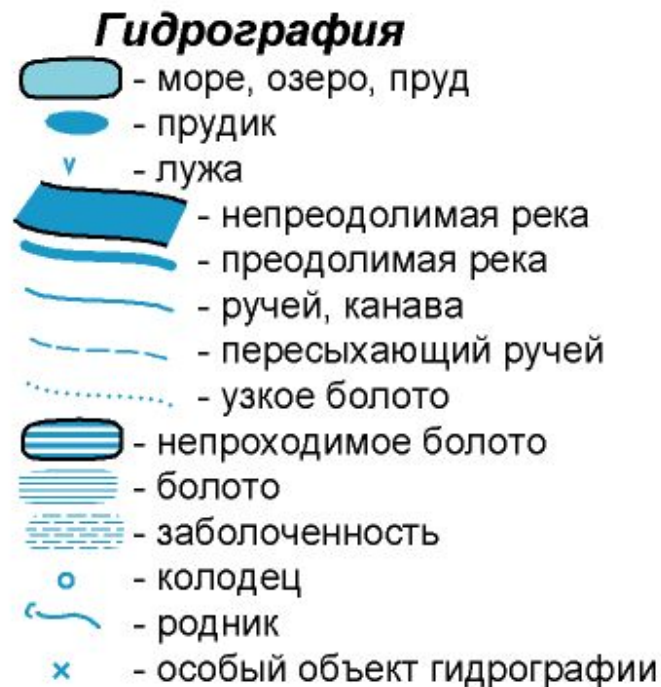 Гидрография
- море, озеро, пруд
- прудик
- лужа
- непреодолимая река
- преодолимая река
- ручей, канава
- пересыхающий ручей
- узкое болото
- непроходимое болото
- болото
- заболоченность
- колодец
- родник
- особый объект гидрографии